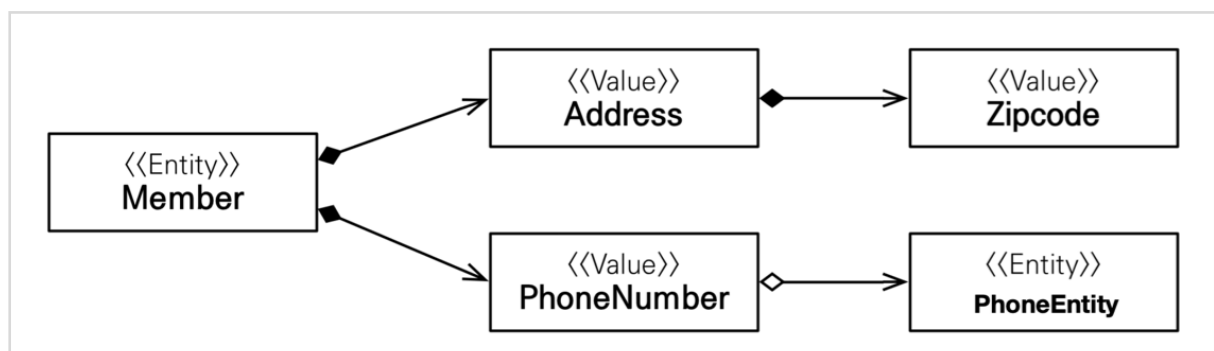 ⟨⟨Entity⟩⟩
Member
⟨⟨Value⟩⟩
Address
⟨⟨Value⟩⟩
Zipcode
⟨⟨Value⟩⟩
PhoneNumber
⟨⟨Entity⟩⟩
PhoneEntity